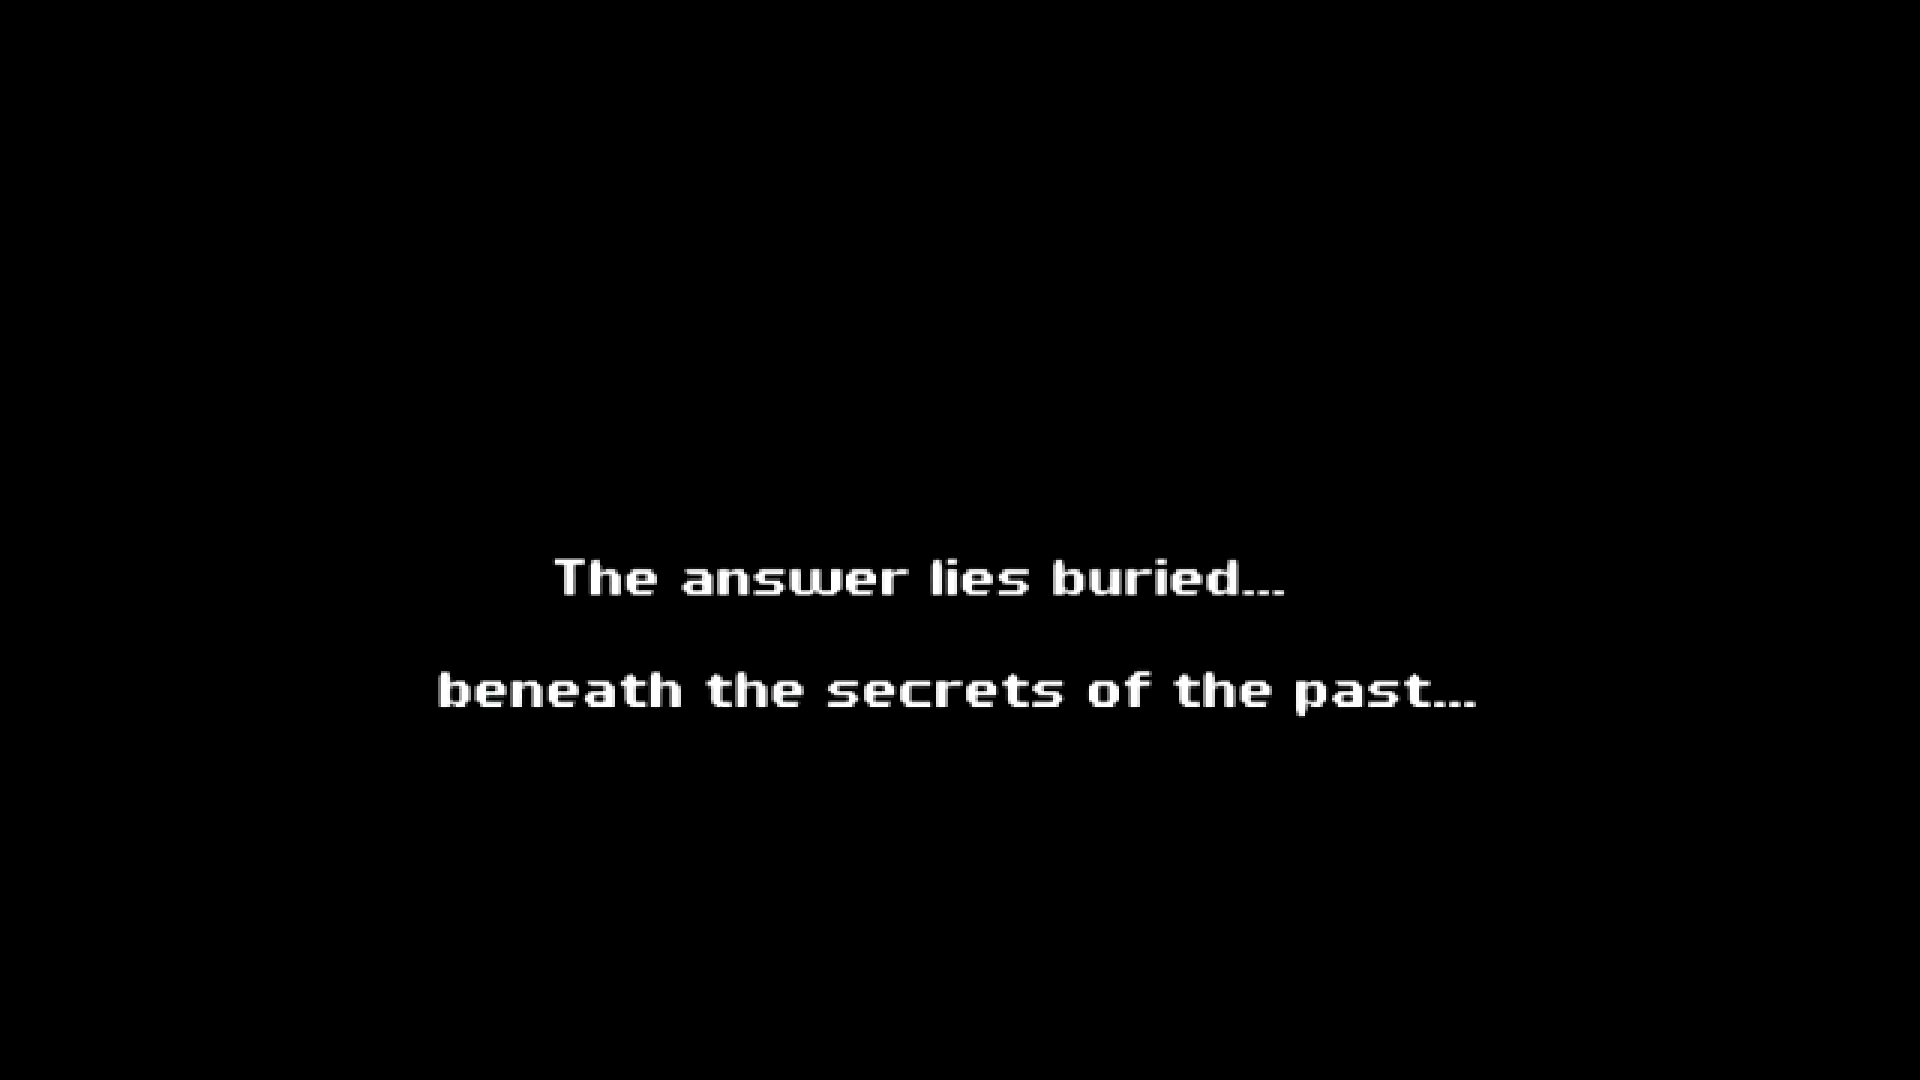 The answer lies buried...
beneath the secrets of the past...